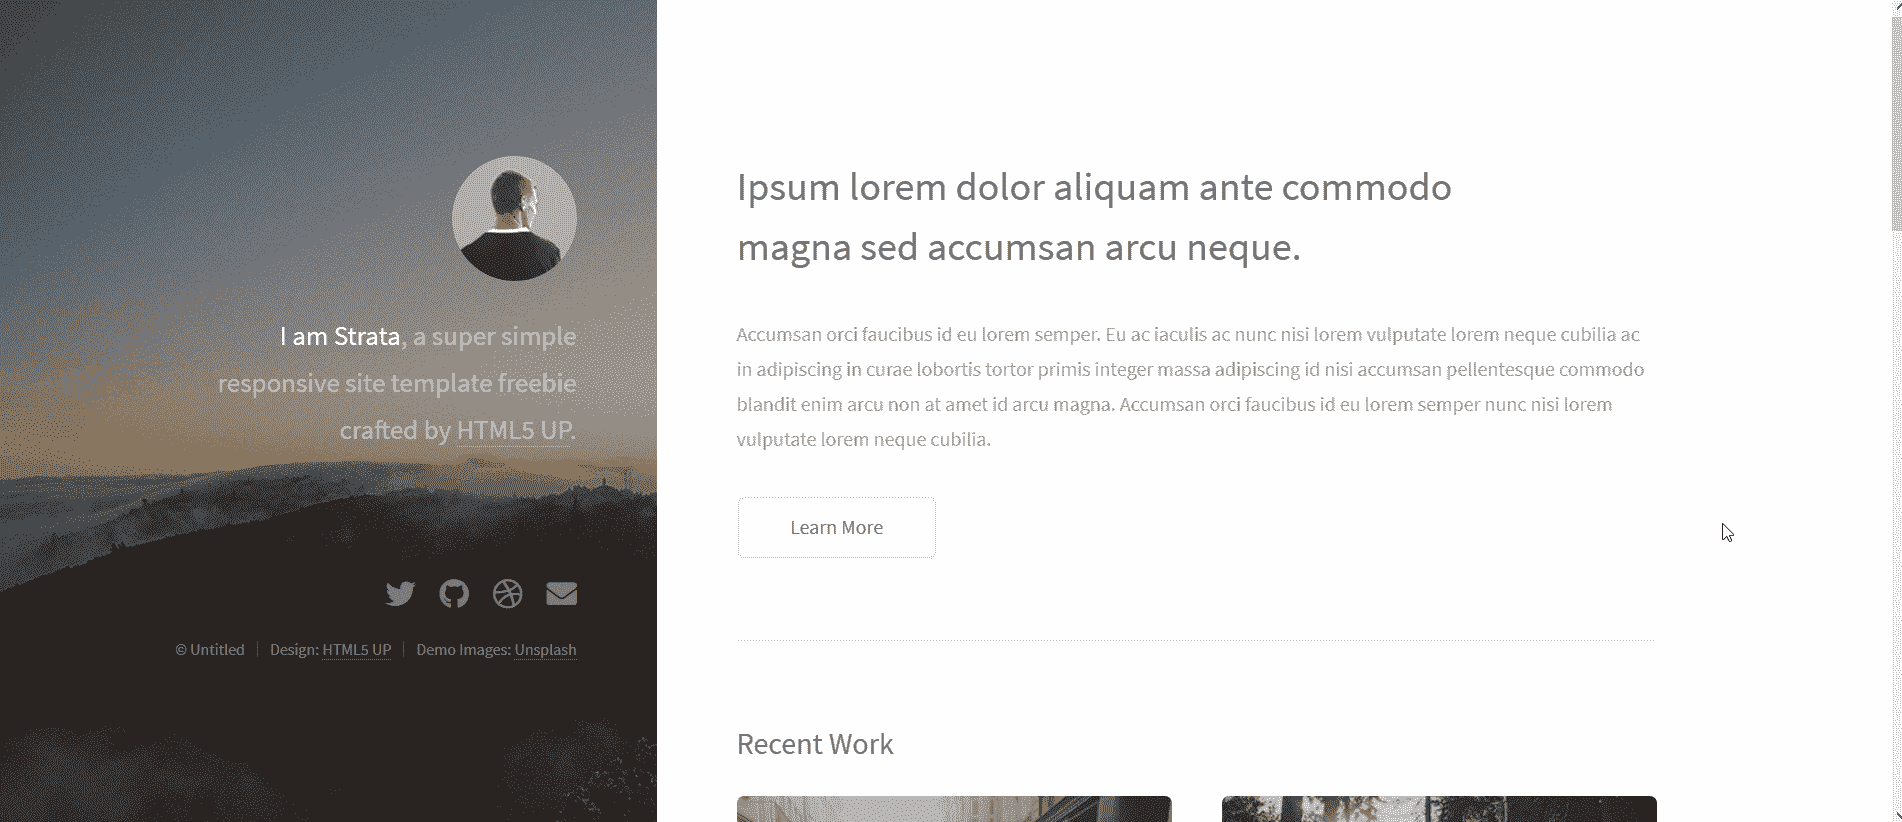 I am Strata, a super simple
responsive site template freebie
crafted by HTML5 UP.
© Untitled | Design: HTML5 UP | Demo Images: Unsplash
Ipsum lorem dolor aliquam ante commodo
magna sed accumsan arcu neque.
Accumsan orci faucibus id eu lorem semper. Eu ac iaculis ac nunc nisi lorem vulputate lorem neque cubilia ac
in adipiscing in curae lobortis tortor primis integer massa adipiscing id nisi accumsan pellentesque commodo
blandit enim arcu non at amet id arcu magna. Accumsan orci faucibus id eu lorem semper nunc nisi lorem
vulputate lorem neque cubilia.
Learn More
Recent Work